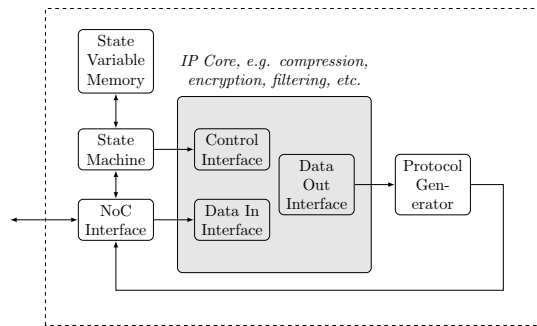 State
Variable
Memory
IP Core, e.g. compression,
encryption, filtering, etc.
State
Machine
Control
Interface
Data
Out
Interface
Protocol
Gen-
erator
NoC
Interface
Data In
Interface